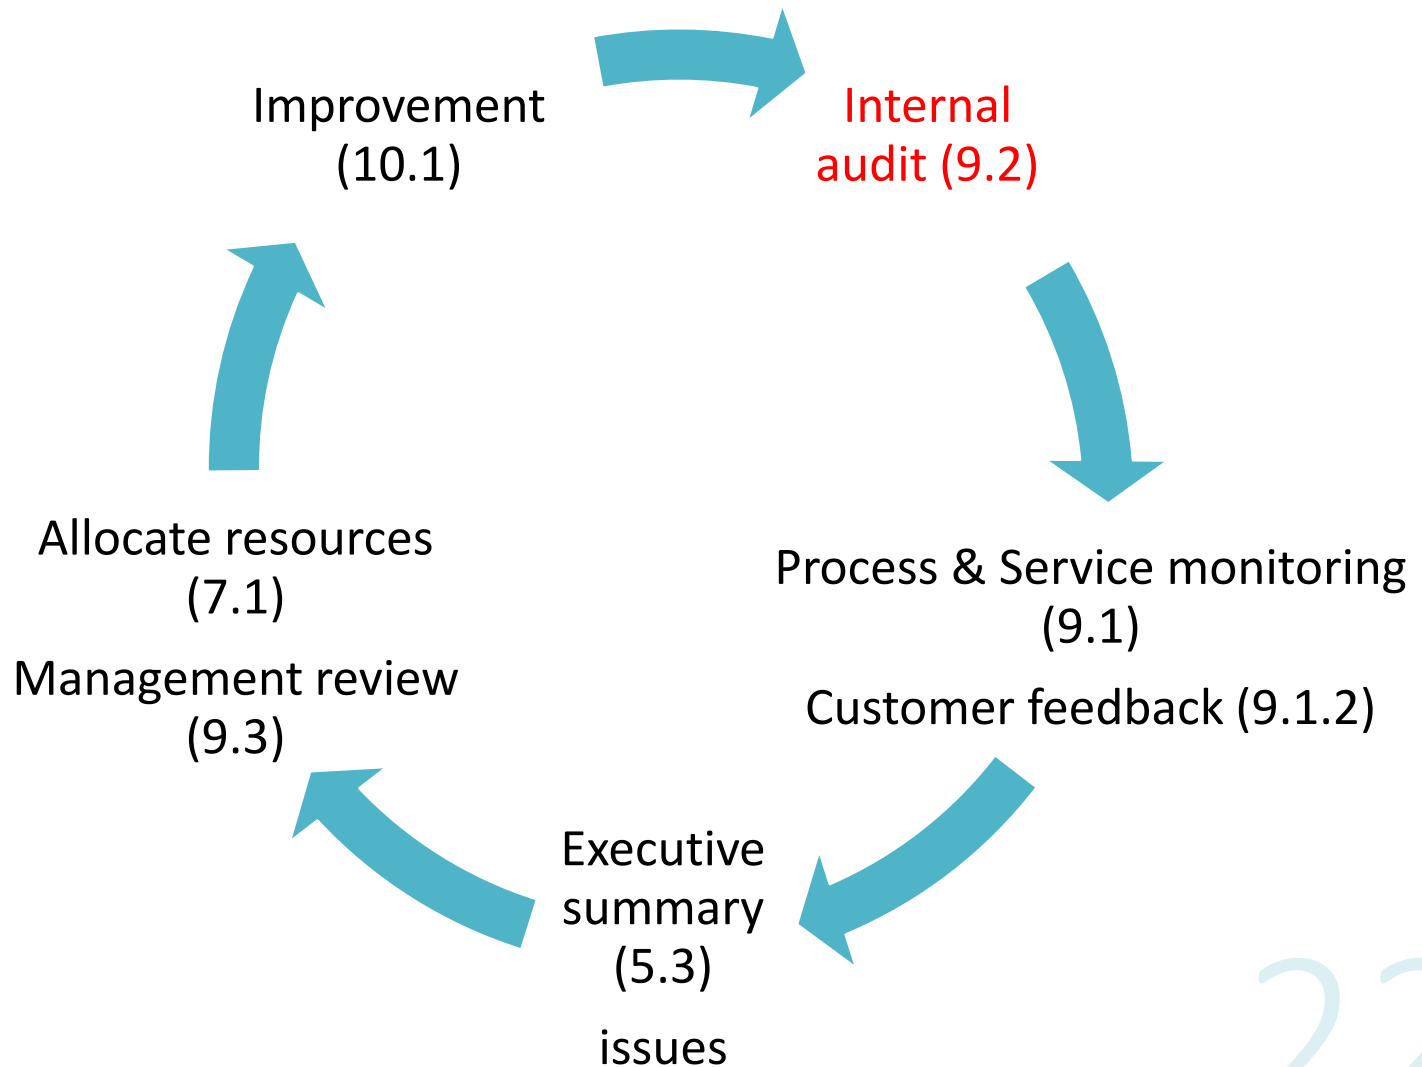 Improvement
(10.1)
Internal
audit (9.2)
Process & Service monitoring
(9.1)
Customer feedback (9.1.2)
Executive
summary
(5.3)
issues
Allocate resources
(7.1)
Management review
(9.3)
22